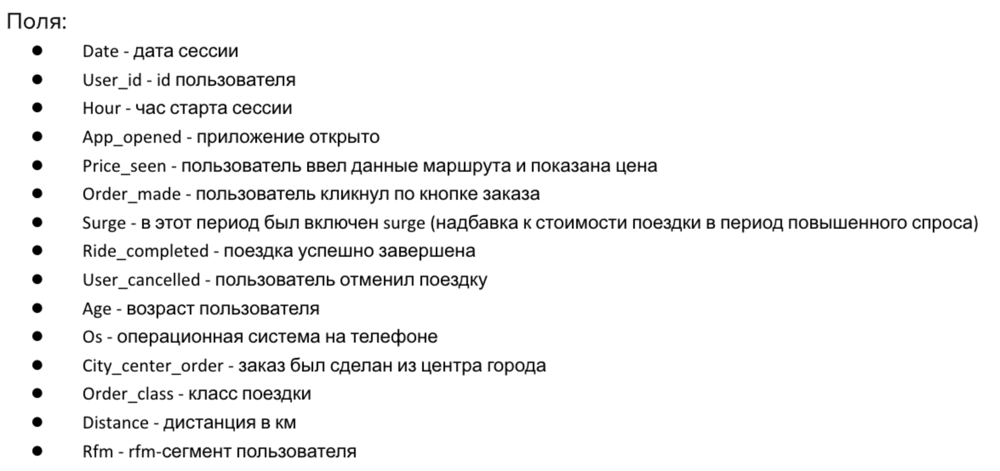 Поля:
● Date - дата сессии
● User_id - id пользователя
● Hour - час старта сессии
● App_opened - приложение открыто
● Price_seen - пользователь ввел данные маршрута и показана цена
● Order_made - пользователь кликнул по кнопке заказа
● Surge - в этот период был включен surge (надбавка к стоимости поездки в период повышенного спроса)
● Ride_completed - поездка успешно завершена
● User_cancelled - пользователь отменил поездку
● Age - возраст пользователя
● Os - операционная система на телефоне
● City_center_order - заказ был сделан из центра города
● Order_class - класс поездки
● Distance - дистанция в км
● Rfm - rfm-сегмент пользователя